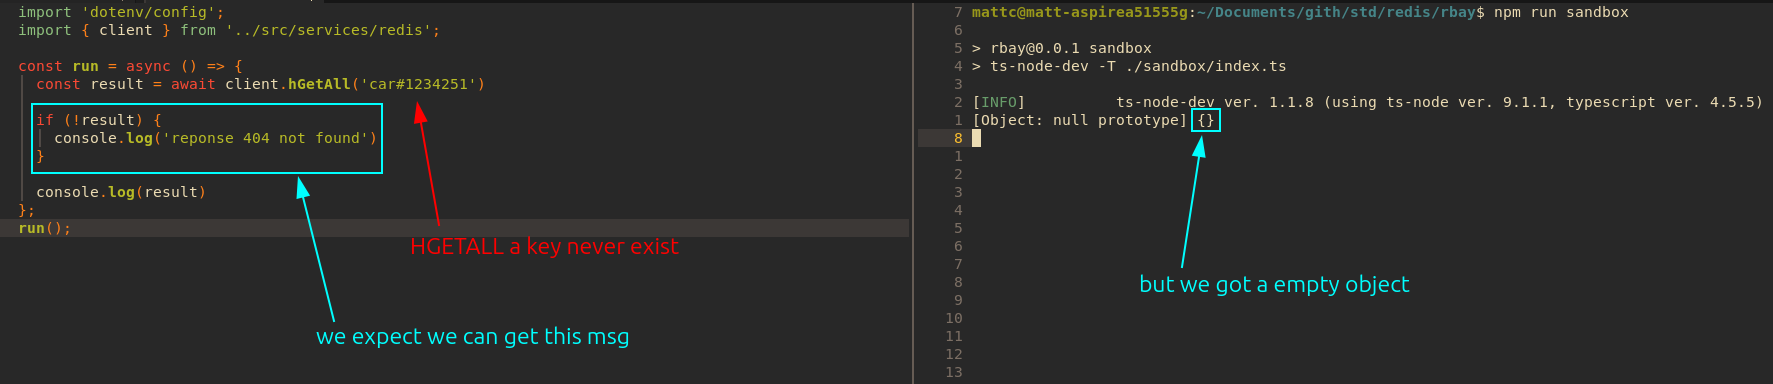 import 'dotenv/config';
import { client } from '../src/services/redis';
const run = async () => {
const result = await client.hGetAll('car#1234251')
if (!result) {
console.log('reponse 404 not found')
}
console.log(result)
};
run();
HGETALL a key never exist
we expect we can get this msg
7 mattc@matt-aspirea51555g:~/Documents/gith/std/redis/rbay$ npm run sandbox
6
5 > rbay@0.0.1 sandbox
4 > ts-node-dev -T ./sandbox/index.ts
3
2 [INFO] ts-node-dev ver. 1.1.8 (using ts-node ver. 9.1.1, typescript ver. 4.5.5)
1 [Object: null prototype] {}
8
1
2
3
4
5
6
7
8
9
10
11
12
13
but we got a empty object